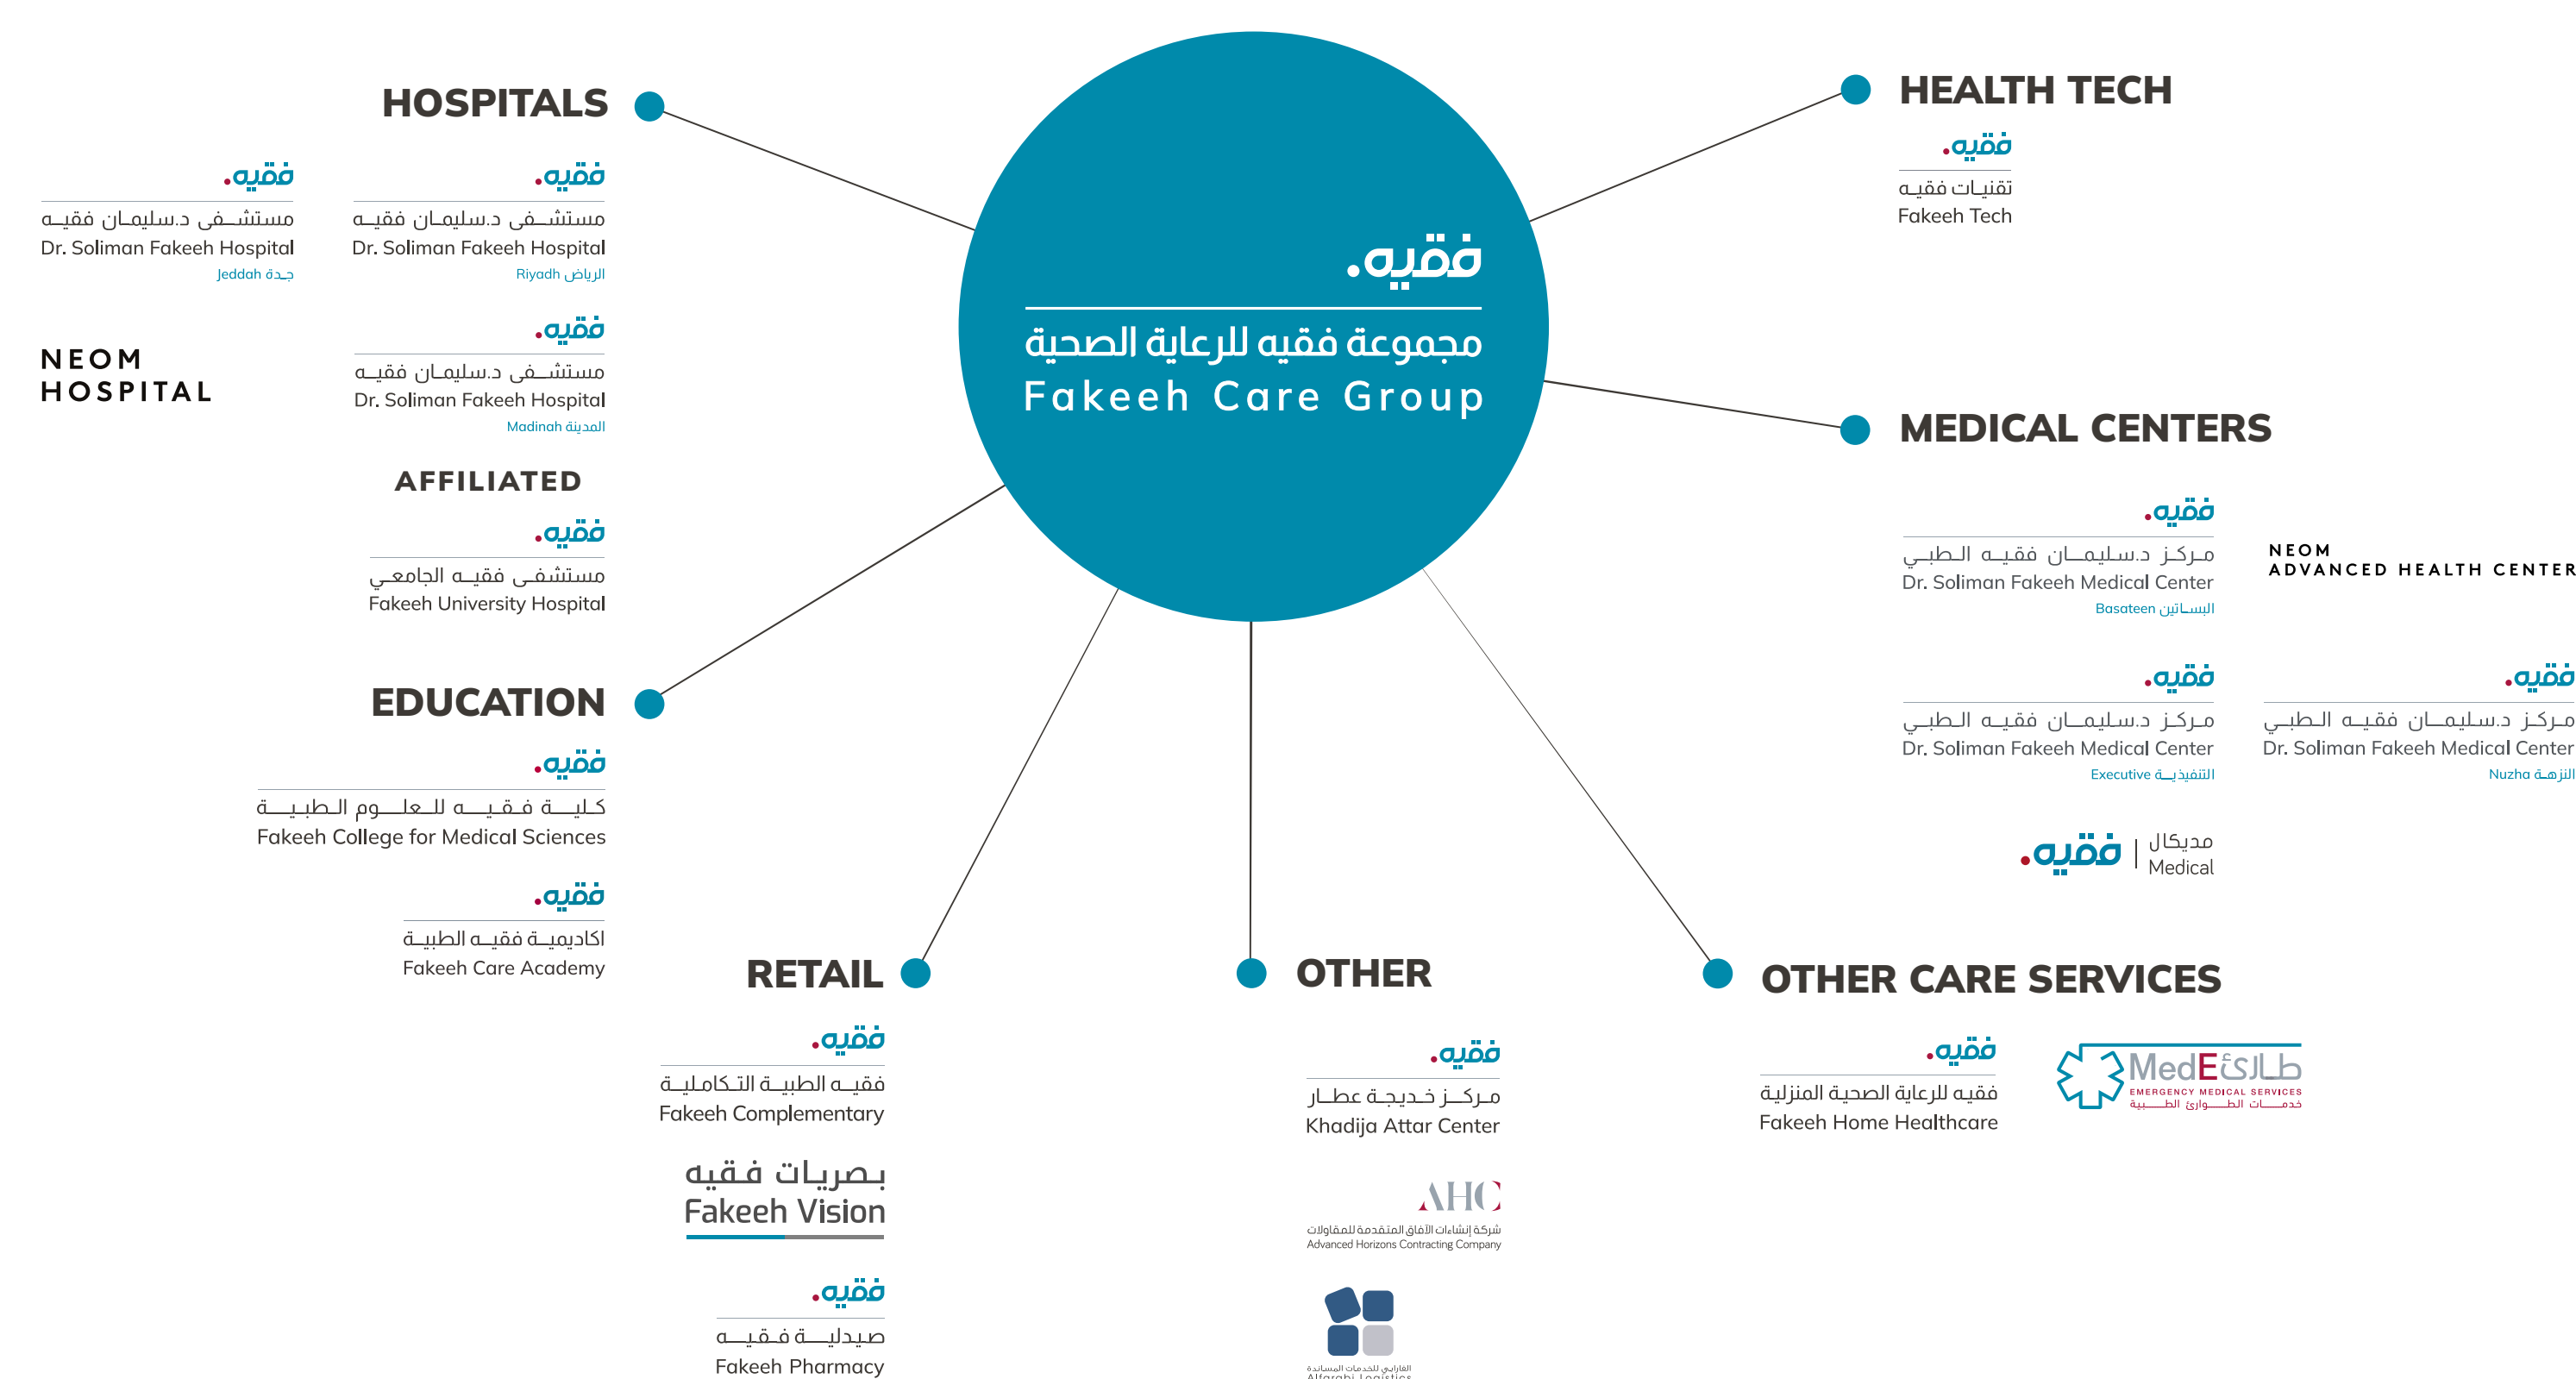 فقيه.
مجموعة فقيه للرعاية الصحية
Fakeeh Care Group
HOSPITALS
فقيه.
مستشفى د.سليمان فقيه
Dr. Soliman Fakeeh Hospital
جدة Jeddah
فقيه.
مستشفى د.سليمان فقيه
Dr. Soliman Fakeeh Hospital
الرياض Riyadh
NEOM
HOSPITAL
فقيه.
مستشفى د.سليمان فقيه
Dr. Soliman Fakeeh Hospital
المدينة Madinah
AFFILIATED
فقيه.
مستشفى فقيه الجامعي
Fakeeh University Hospital
EDUCATION
فقيه.
كلية فقيه للعلوم الطبية
Fakeeh College for Medical Sciences
فقيه.
اكاديمية فقيه الطبية
Fakeeh Care Academy
RETAIL
فقيه.
فقيه الطبية التكاملية
Fakeeh Complementary
بصريات فقيه
Fakeeh Vision
فقيه.
صيدلية فقيه
Fakeeh Pharmacy
OTHER
فقيه.
مركز خديجة عطار
Khadija Attar Center
AHC
شركة إنشاءات الآفاق المتقدمة للمقاولات
Advanced Horizons Contracting Company
الفارابي للخدمات المساندة
Alfarabi Logistics
OTHER CARE SERVICES
فقيه.
فقيه للرعاية الصحية المنزلية
Fakeeh Home Healthcare
MedE طارئ
EMERGENCY MEDICAL SERVICES
خدمات الطوارئ الطبية
HEALTH TECH
فقيه.
تقنيات فقيه
Fakeeh Tech
MEDICAL CENTERS
فقيه.
مركز د.سليمان فقيه الطبي
Dr. Soliman Fakeeh Medical Center
البساتين Basateen
NEOM
ADVANCED HEALTH CENTER
فقيه.
مركز د.سليمان فقيه الطبي
Dr. Soliman Fakeeh Medical Center
التنفيذية Executive
فقيه.
مركز د.سليمان فقيه الطبي
Dr. Soliman Fakeeh Medical Center
النزهة Nuzha
فقيه. | مديكال
Medical